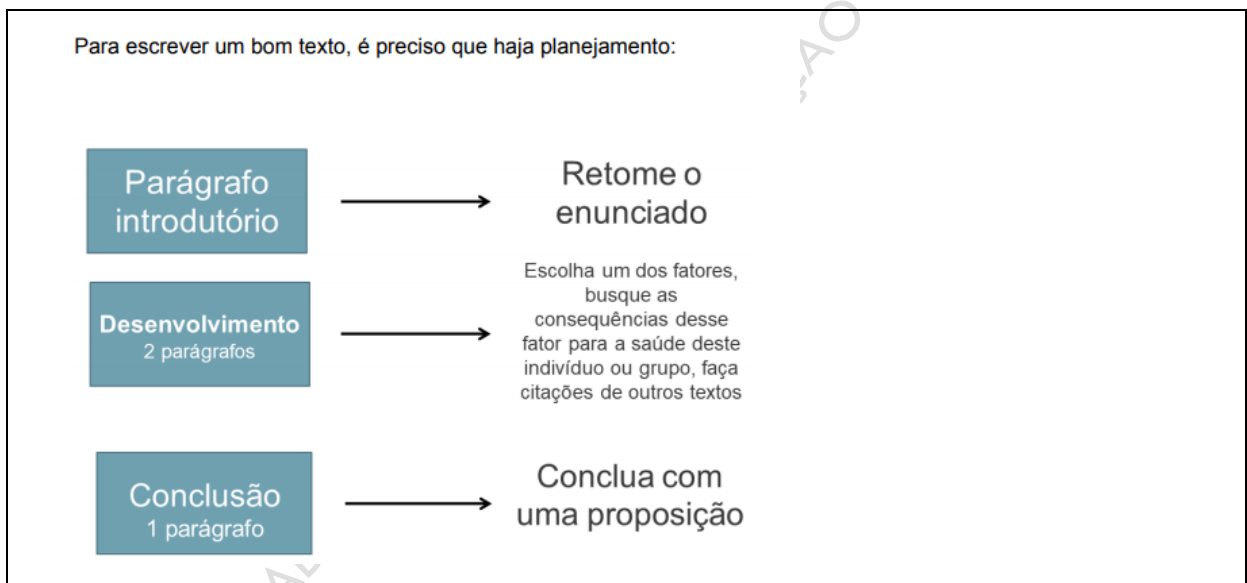 Para escrever um bom texto, é preciso que haja planejamento:
Parágrafo
introdutório
Retome o
enunciado
Desenvolvimento
2 parágrafos
Escolha um dos fatores,
busque as
consequências desse
fator para a saúde deste
indivíduo ou grupo, faça
citações de outros textos
Conclusão
1 parágrafo
Conclua com
uma proposição